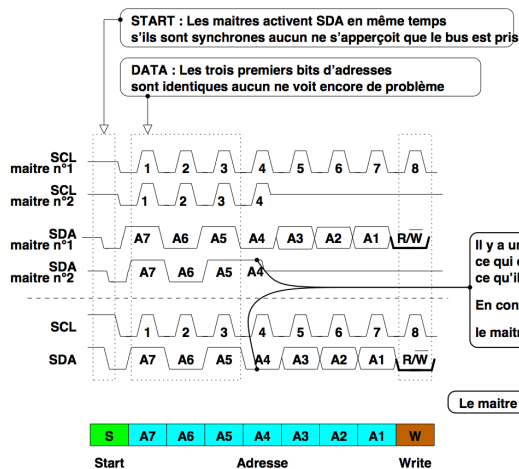 START : Les maitres activent SDA en même temps
s'ils sont synchrones aucun ne s'apperçoit que le bus est pris
DATA : Les trois premiers bits d'adresses
sont identiques aucun ne voit encore de problème
SCL
maitre n°1
1 2 3 4 5 6 7 8
SCL
maitre n°2
1 2 3 4
SDA
maitre n°1
A7 A6 A5 A4 A3 A2 A1 R/W
SDA
maitre n°2
A7 A6 A5 A4
Il y a un
ce qui
ce qu'il
En con
le mait
SCL
1 2 3 4 5 6 7 8
SDA
A7 A6 A5 A4 A3 A2 A1 R/W
Le maitre
S A7 A6 A5 A4 A3 A2 A1 W
Start Adresse Write